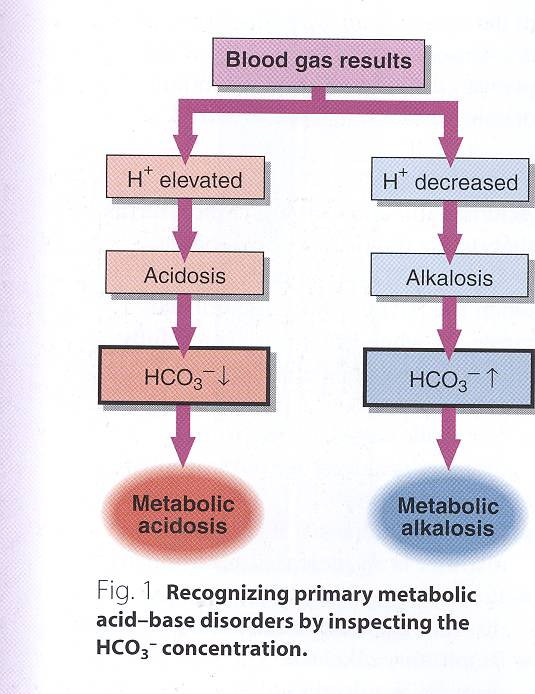 Blood gas results
H⁺ elevated
H⁺ decreased
Acidosis
Alkalosis
HCO₃⁻↓
HCO₃⁻↑
Metabolic
acidosis
Metabolic
alkalosis
Fig. 1 Recognizing primary metabolic
acid–base disorders by inspecting the
HCO₃⁻ concentration.